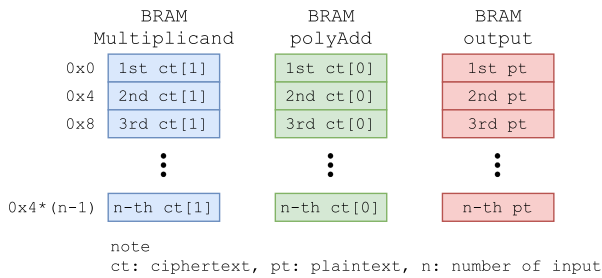 BRAM Multiplicand
BRAM polyAdd
BRAM output
0x0 1st ct[1] 1st ct[0] 1st pt
0x4 2nd ct[1] 2nd ct[0] 2nd pt
0x8 3rd ct[1] 3rd ct[0] 3rd pt
0x4*(n-1) n-th ct[1] n-th ct[0] n-th pt
note
ct: ciphertext, pt: plaintext, n: number of input